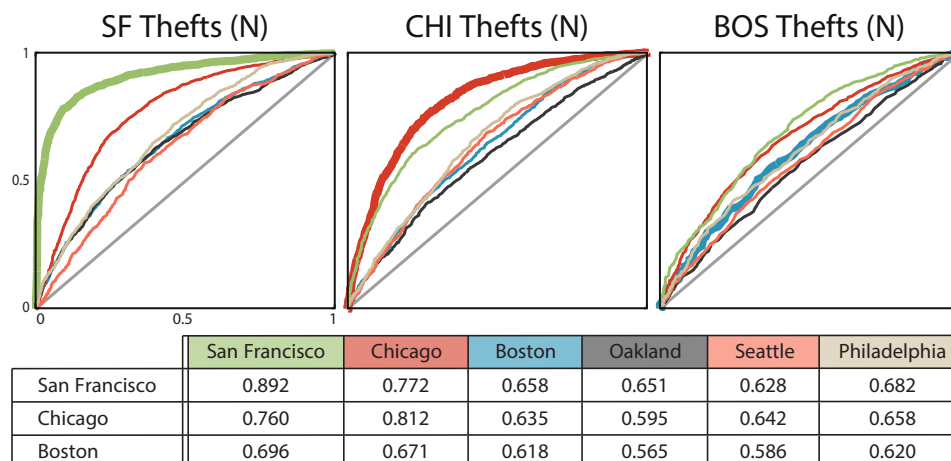 SF Thefts (N) CHI Thefts (N) BOS Thefts (N)
1
0.5
0
0 0.5 1
San Francisco Chicago Boston Oakland Seattle Philadelphia
San Francisco 0.892 0.772 0.658 0.651 0.628 0.682
Chicago 0.760 0.812 0.635 0.595 0.642 0.658
Boston 0.696 0.671 0.618 0.565 0.586 0.620